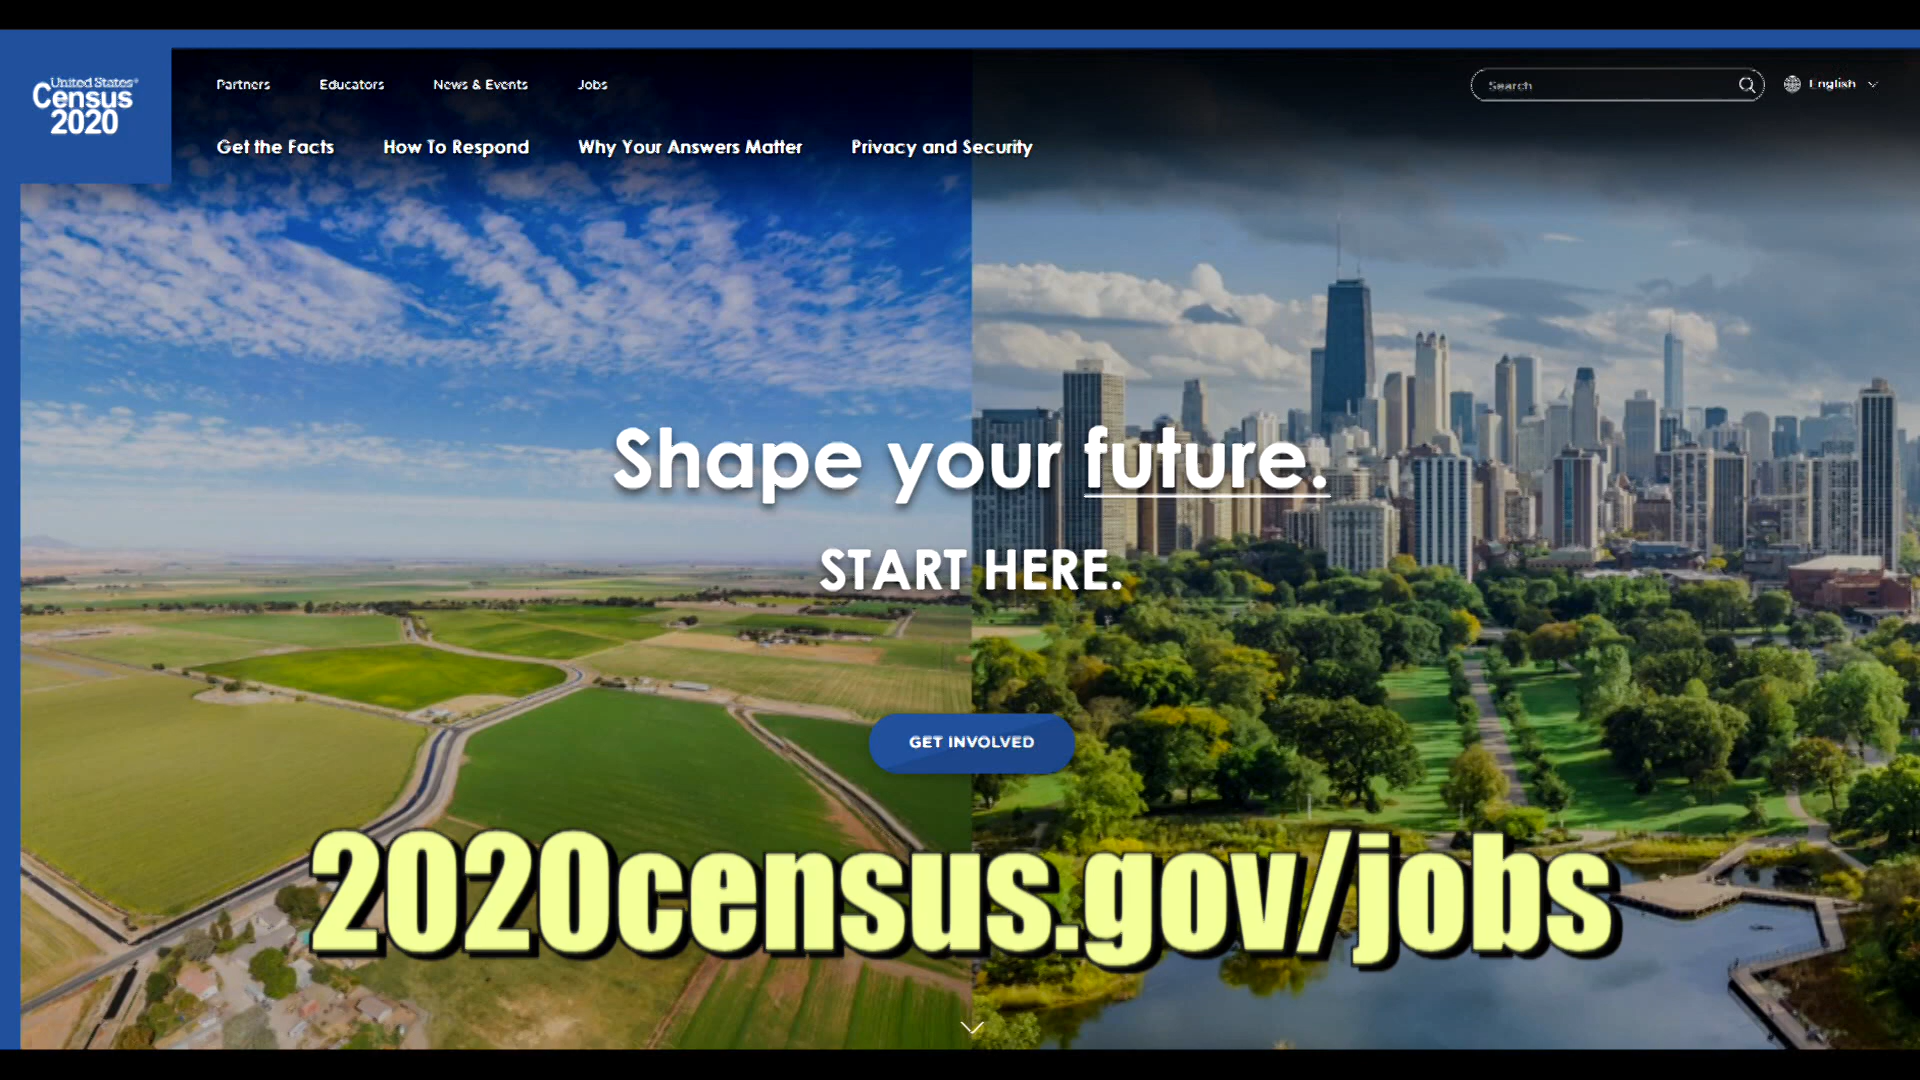 United States®
Census
2020
Partners Educators News & Events Jobs
Search
English
Get the Facts How To Respond Why Your Answers Matter Privacy and Security
Shape your future.
START HERE.
GET INVOLVED
2020census.gov/jobs